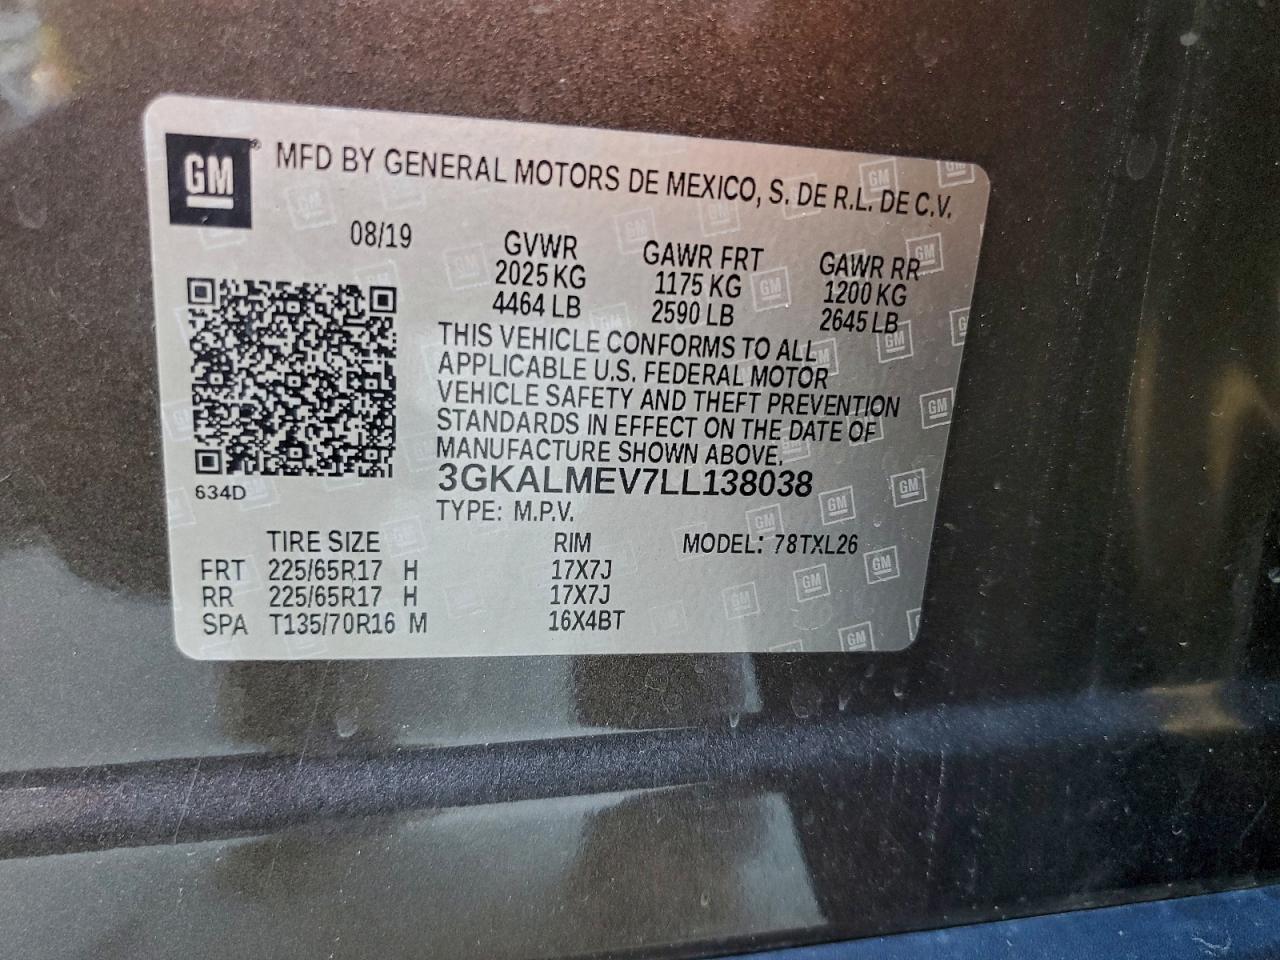 GM® MFD BY GENERAL MOTORS DE MEXICO, S. DE R.L. DE C.V.
08/19 GVWR GAWR FRT GAWR RR
2025 KG 1175 KG 1200 KG
4464 LB 2590 LB 2645 LB
THIS VEHICLE CONFORMS TO ALL
APPLICABLE U.S. FEDERAL MOTOR
VEHICLE SAFETY AND THEFT PREVENTION
STANDARDS IN EFFECT ON THE DATE OF
MANUFACTURE SHOWN ABOVE.
3GKALMEV7LL138038
634D
TYPE: M.P.V.
TIRE SIZE RIM MODEL: 78TXL26
FRT 225/65R17 H 17X7J
RR 225/65R17 H 17X7J
SPA T135/70R16 M 16X4BT